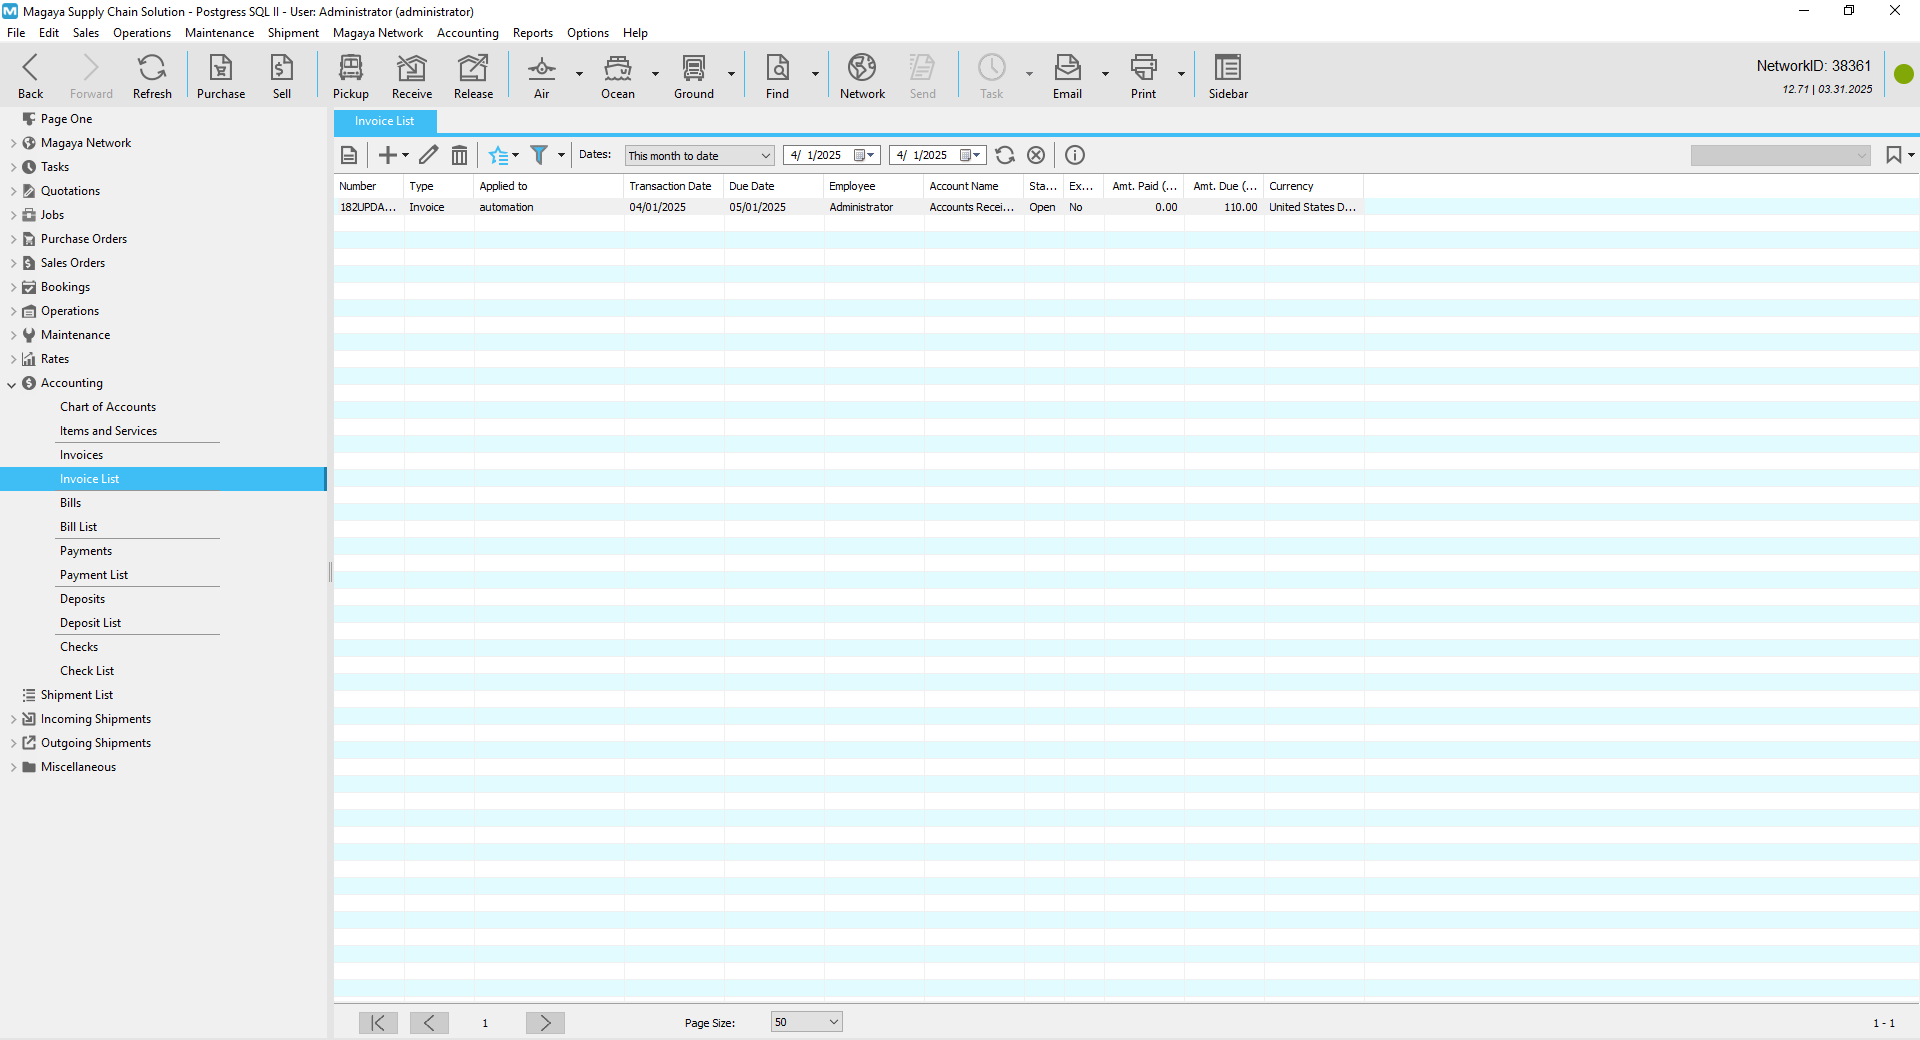 Magaya Supply Chain Solution - Postgress SQL II - User: Administrator (administrator)
File Edit Sales Operations Maintenance Shipment Magaya Network Accounting Reports Options Help
Back Forward Refresh Purchase Sell Pickup Receive Release Air Ocean Ground Find Network Send Task Email Print Sidebar
NetworkID: 38361
12.71 | 03.31.2025
Page One
Magaya Network
Tasks
Quotations
Jobs
Purchase Orders
Sales Orders
Bookings
Operations
Maintenance
Rates
Accounting
Chart of Accounts
Items and Services
Invoices
Invoice List
Bills
Bill List
Payments
Payment List
Deposits
Deposit List
Checks
Check List
Shipment List
Incoming Shipments
Outgoing Shipments
Miscellaneous
Invoice List
Dates: This month to date 4/ 1/2025 4/ 1/2025
Number Type Applied to Transaction Date Due Date Employee Account Name Sta... Ex... Amt. Paid (... Amt. Due (... Currency
182UPDA... Invoice automation 04/01/2025 05/01/2025 Administrator Accounts Recei... Open No 0.00 110.00 United States D...
1 Page Size: 50 1 - 1